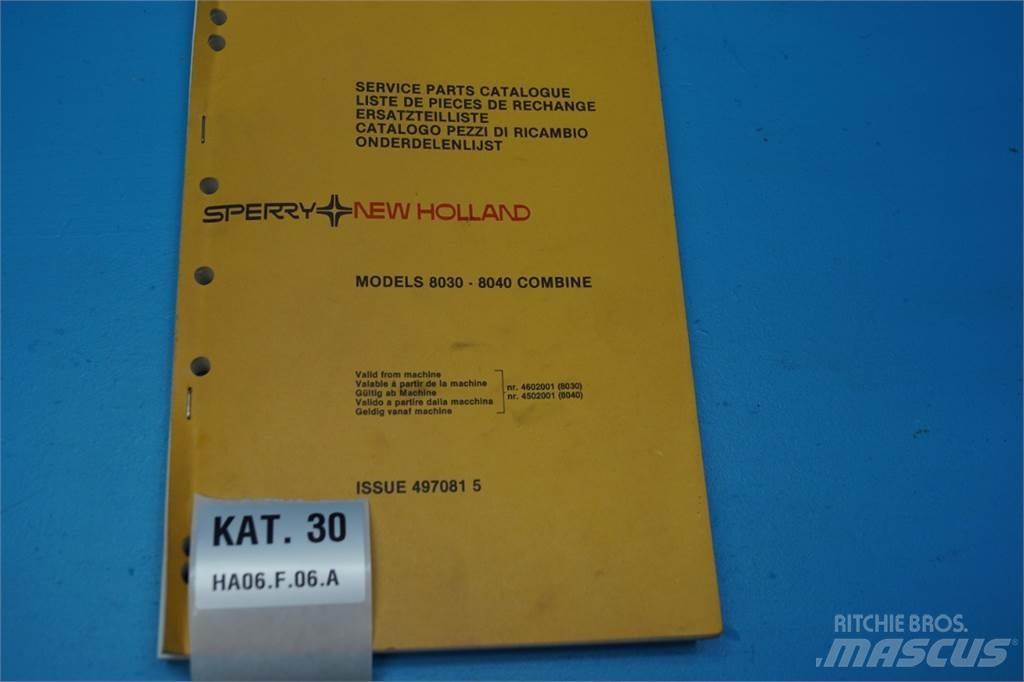 SERVICE PARTS CATALOGUE
LISTE DE PIECES DE RECHANGE
ERSATZTEILLISTE
CATALOGO PEZZI DI RICAMBIO
ONDERDELENLIJST
SPERRY NEW HOLLAND
MODELS 8030 - 8040 COMBINE
Valid from machine
Valable à partir de la machine
Gültig ab Machine
Valido a partire dalla macchina
Geldig vanaf machine
nr. 4602001 (8030)
nr. 4502001 (8040)
ISSUE 497081 5
KAT. 30
HA06.F.06.A
RITCHIE BROS.
MASCUS